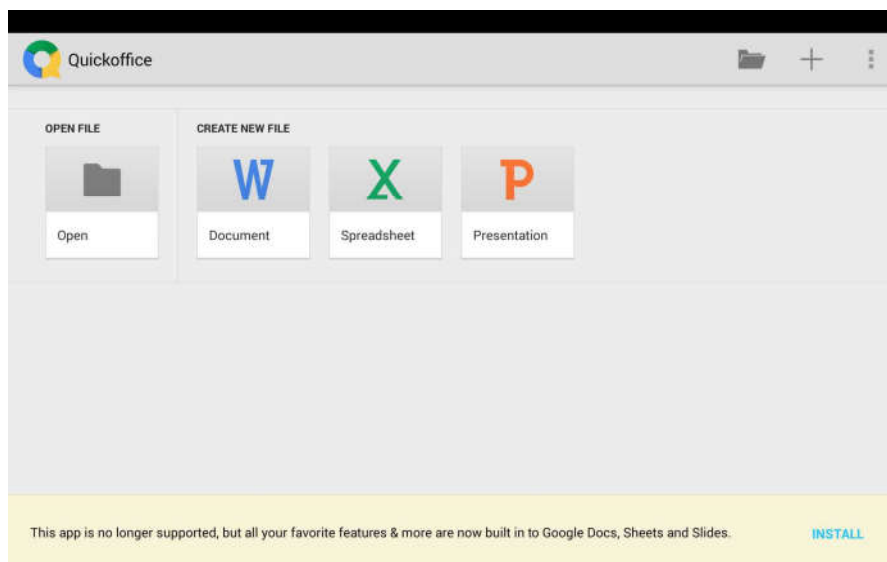 Quickoffice
OPEN FILE
CREATE NEW FILE
W
X
P
Open
Document
Spreadsheet
Presentation
This app is no longer supported, but all your favorite features & more are now built in to Google Docs, Sheets and Slides.
INSTALL